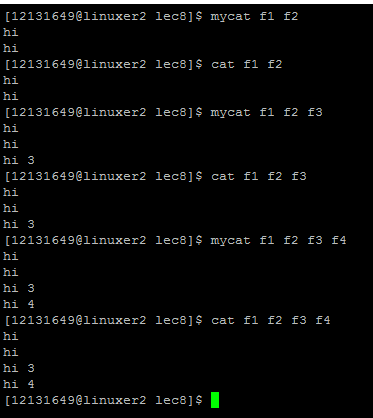 [12131649@linuxer2 lec8]$ mycat f1 f2
hi
hi
[12131649@linuxer2 lec8]$ cat f1 f2
hi
hi
[12131649@linuxer2 lec8]$ mycat f1 f2 f3
hi
hi
hi 3
[12131649@linuxer2 lec8]$ cat f1 f2 f3
hi
hi
hi 3
[12131649@linuxer2 lec8]$ mycat f1 f2 f3 f4
hi
hi
hi 3
hi 4
[12131649@linuxer2 lec8]$ cat f1 f2 f3 f4
hi
hi
hi 3
hi 4
[12131649@linuxer2 lec8]$